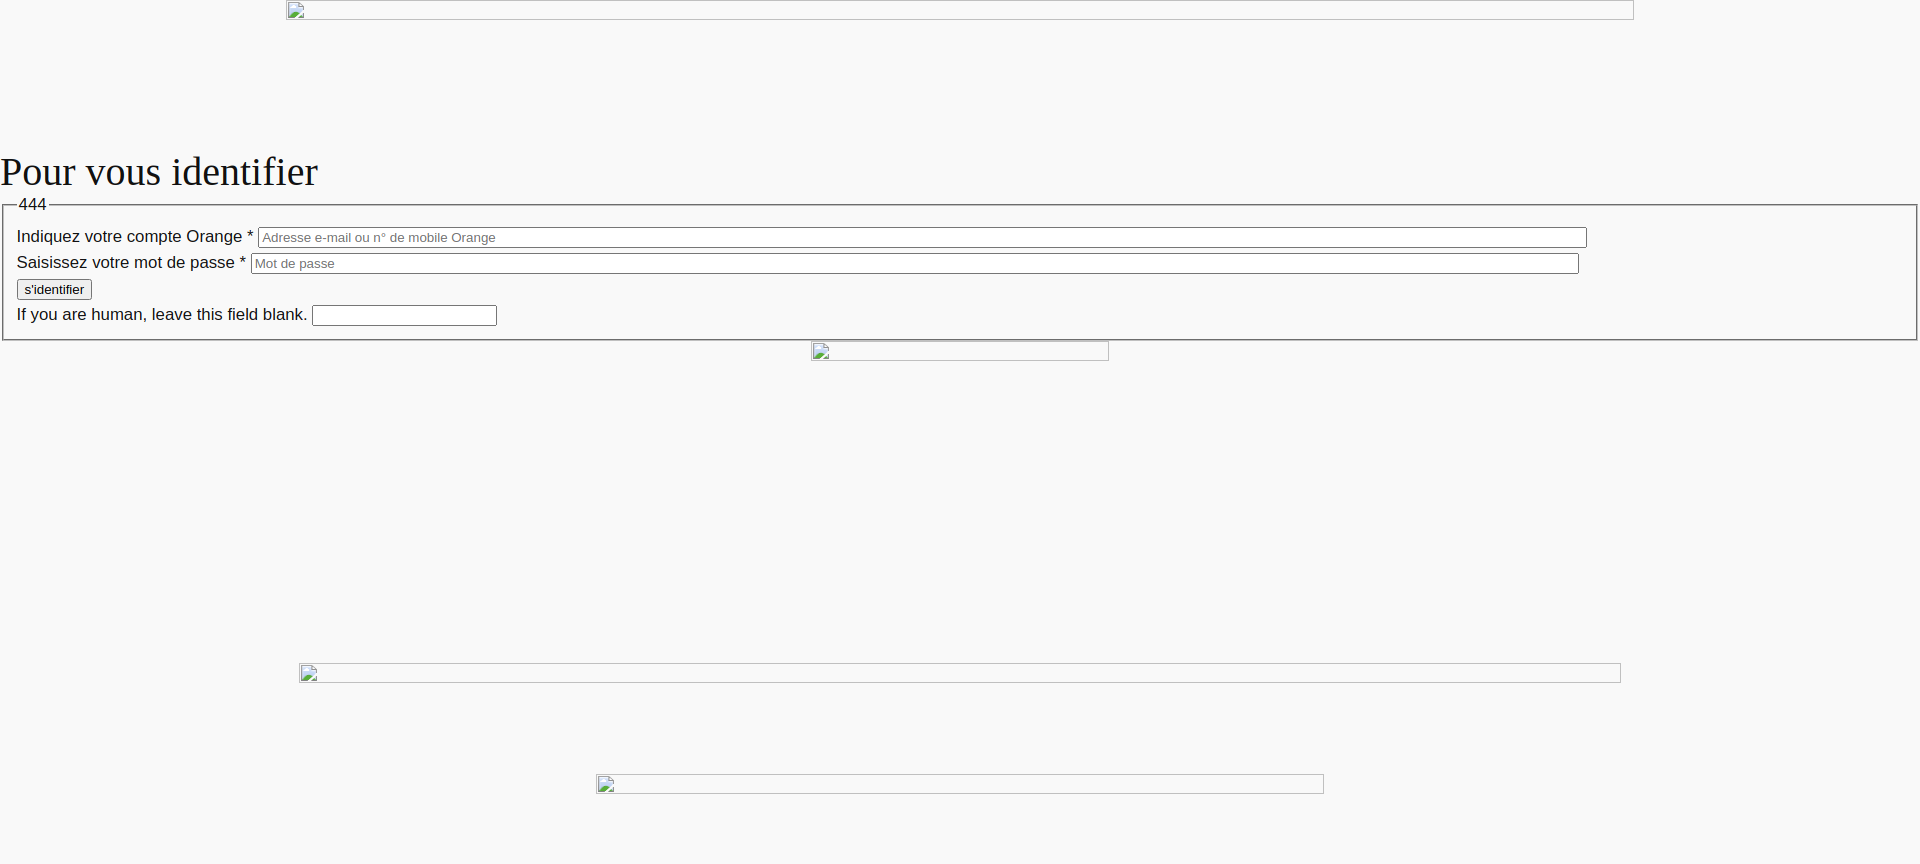 Pour vous identifier
444
Indiquez votre compte Orange * Adresse e-mail ou n° de mobile Orange
Saisissez votre mot de passe * Mot de passe
s'identifier
If you are human, leave this field blank.